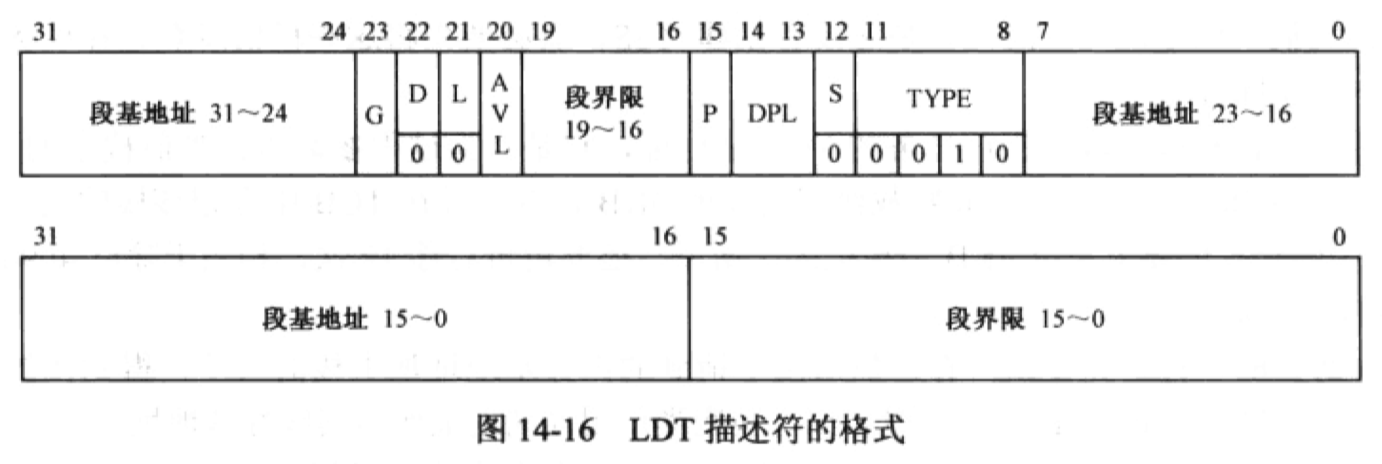 31 24 23 22 21 20 19 16 15 14 13 12 11 8 7 0
段基地址 31～24 G D L AVL 段界限 19～16 P DPL S TYPE 段基地址 23～16
0 0 0 0 0 1 0
31 16 15 0
段基地址 15～0 段界限 15～0
图 14-16 LDT 描述符的格式